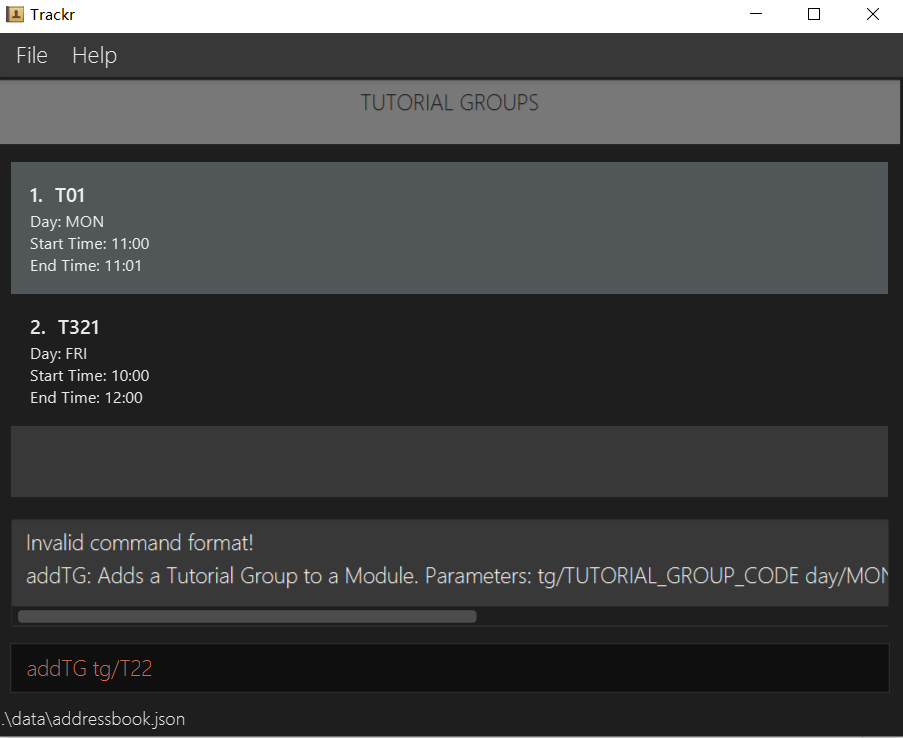 Trackr
File Help
TUTORIAL GROUPS
1. T01
Day: MON
Start Time: 11:00
End Time: 11:01
2. T321
Day: FRI
Start Time: 10:00
End Time: 12:00
Invalid command format!
addTG: Adds a Tutorial Group to a Module. Parameters: tg/TUTORIAL_GROUP_CODE day/MON
addTG tg/T22
.\data\addressbook.json